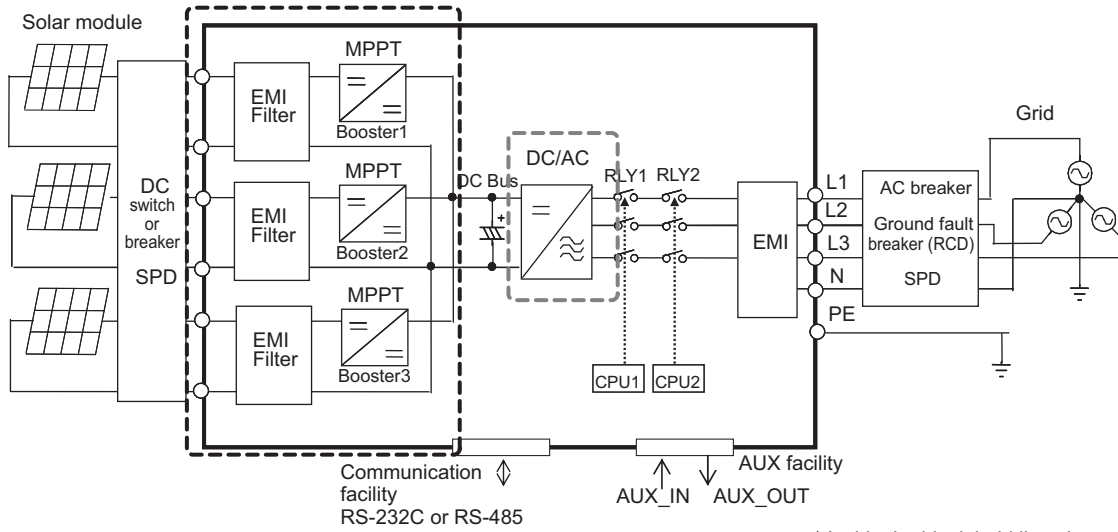 Solar module
DC
switch
or
breaker
SPD
EMI
Filter
MPPT
Booster1
EMI
Filter
MPPT
Booster2
EMI
Filter
MPPT
Booster3
DC Bus
+
DC/AC
RLY1
RLY2
CPU1
CPU2
EMI
L1
L2
L3
N
PE
AC breaker
Ground fault
breaker (RCD)
SPD
Grid
Communication
facility
RS-232C or RS-485
AUX_IN
AUX_OUT
AUX facility